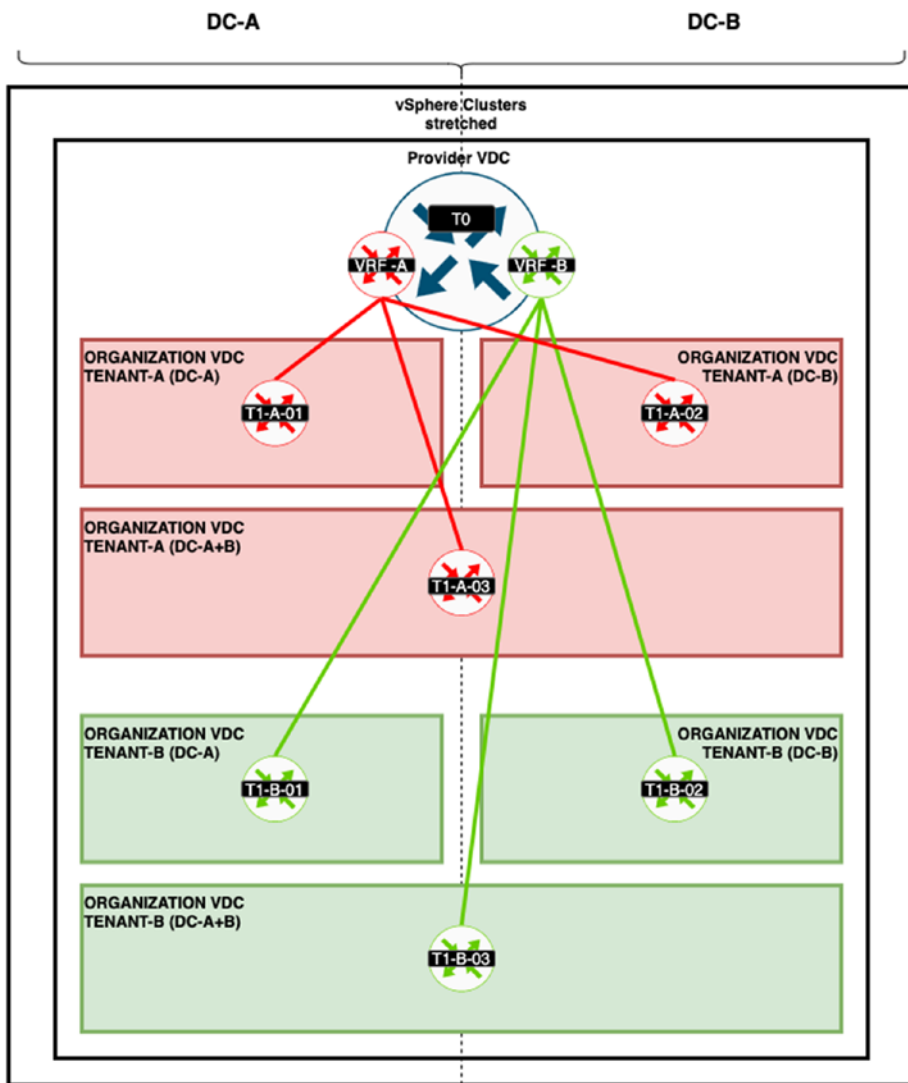 DC-A
DC-B
vSphere Clusters
stretched
Provider VDC
T0
VRF -A
VRF -B
ORGANIZATION VDC
TENANT-A (DC-A)
T1-A-01
ORGANIZATION VDC
TENANT-A (DC-B)
T1-A-02
ORGANIZATION VDC
TENANT-A (DC-A+B)
T1-A-03
ORGANIZATION VDC
TENANT-B (DC-A)
T1-B-01
ORGANIZATION VDC
TENANT-B (DC-B)
T1-B-02
ORGANIZATION VDC
TENANT-B (DC-A+B)
T1-B-03